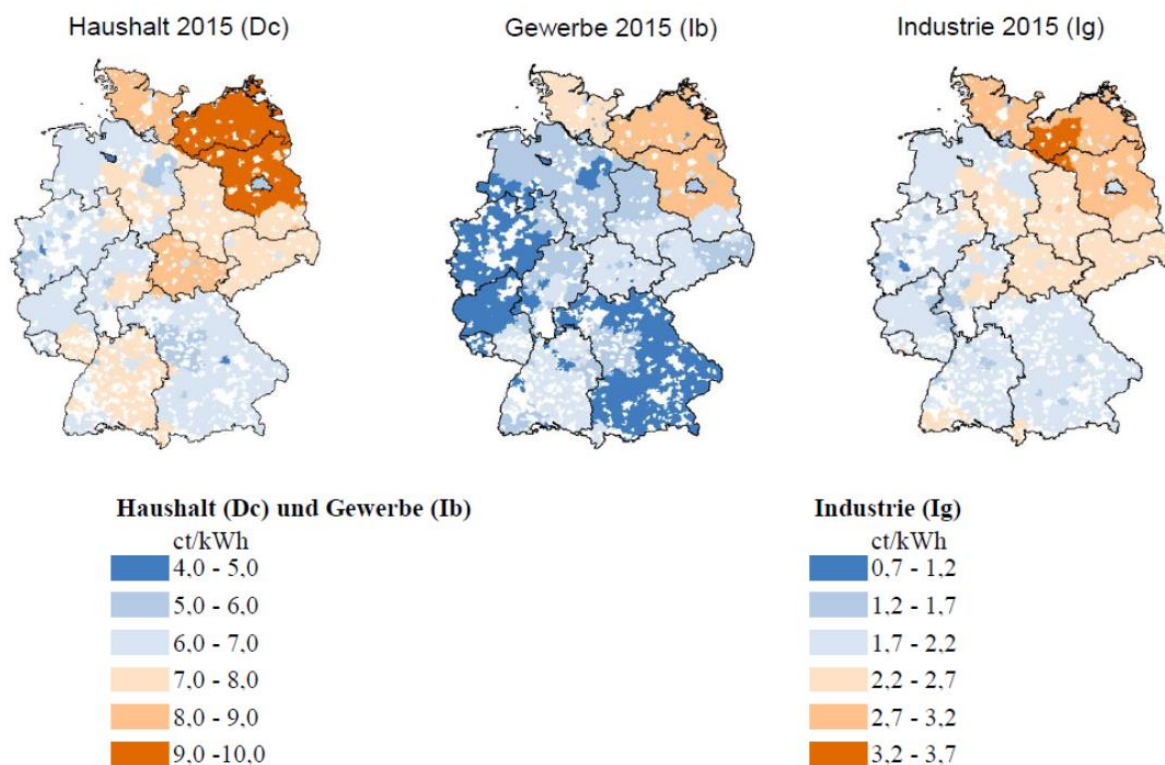 Haushalt 2015 (Dc)
Gewerbe 2015 (Ib)
Industrie 2015 (Ig)
Haushalt (Dc) und Gewerbe (Ib)
ct/kWh
4,0 - 5,0
5,0 - 6,0
6,0 - 7,0
7,0 - 8,0
8,0 - 9,0
9,0 -10,0
Industrie (Ig)
ct/kWh
0,7 - 1,2
1,2 - 1,7
1,7 - 2,2
2,2 - 2,7
2,7 - 3,2
3,2 - 3,7